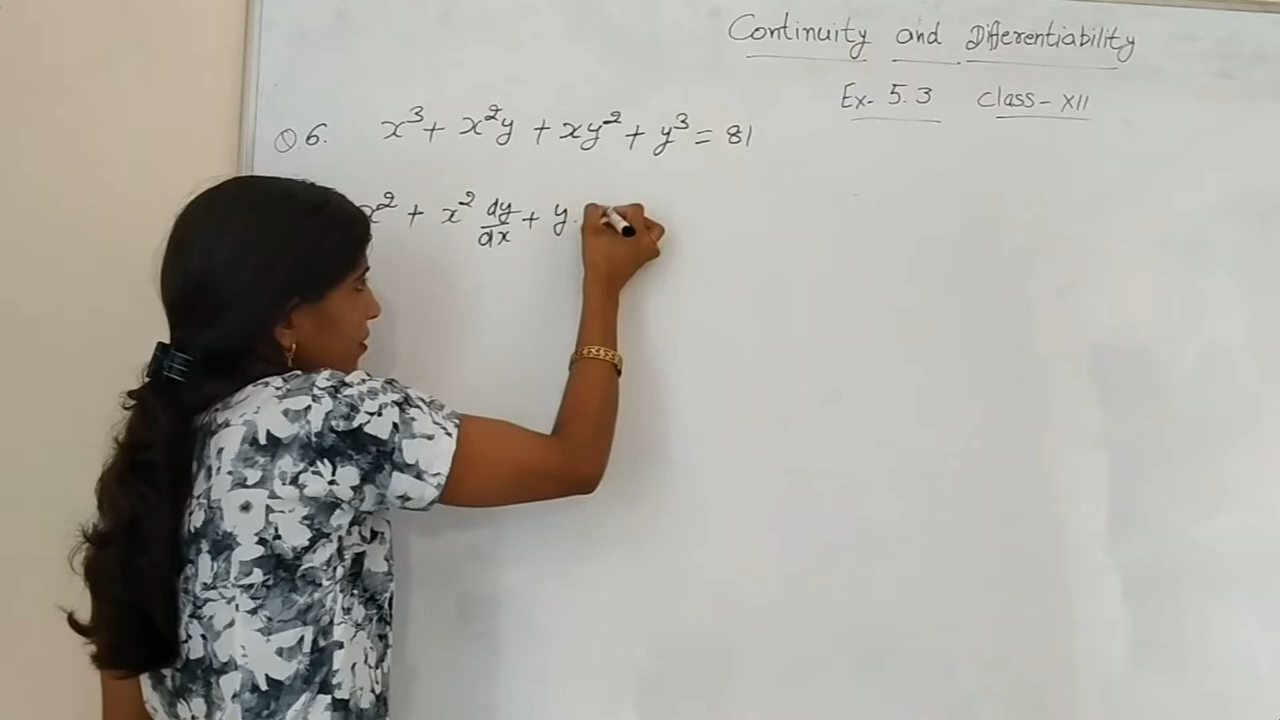 Continuity and Differentiability
Ex- 5.3 Class - XII
Q6. x³ + x²y + xy² + y³ = 81
x² + x² dy/dx + y.